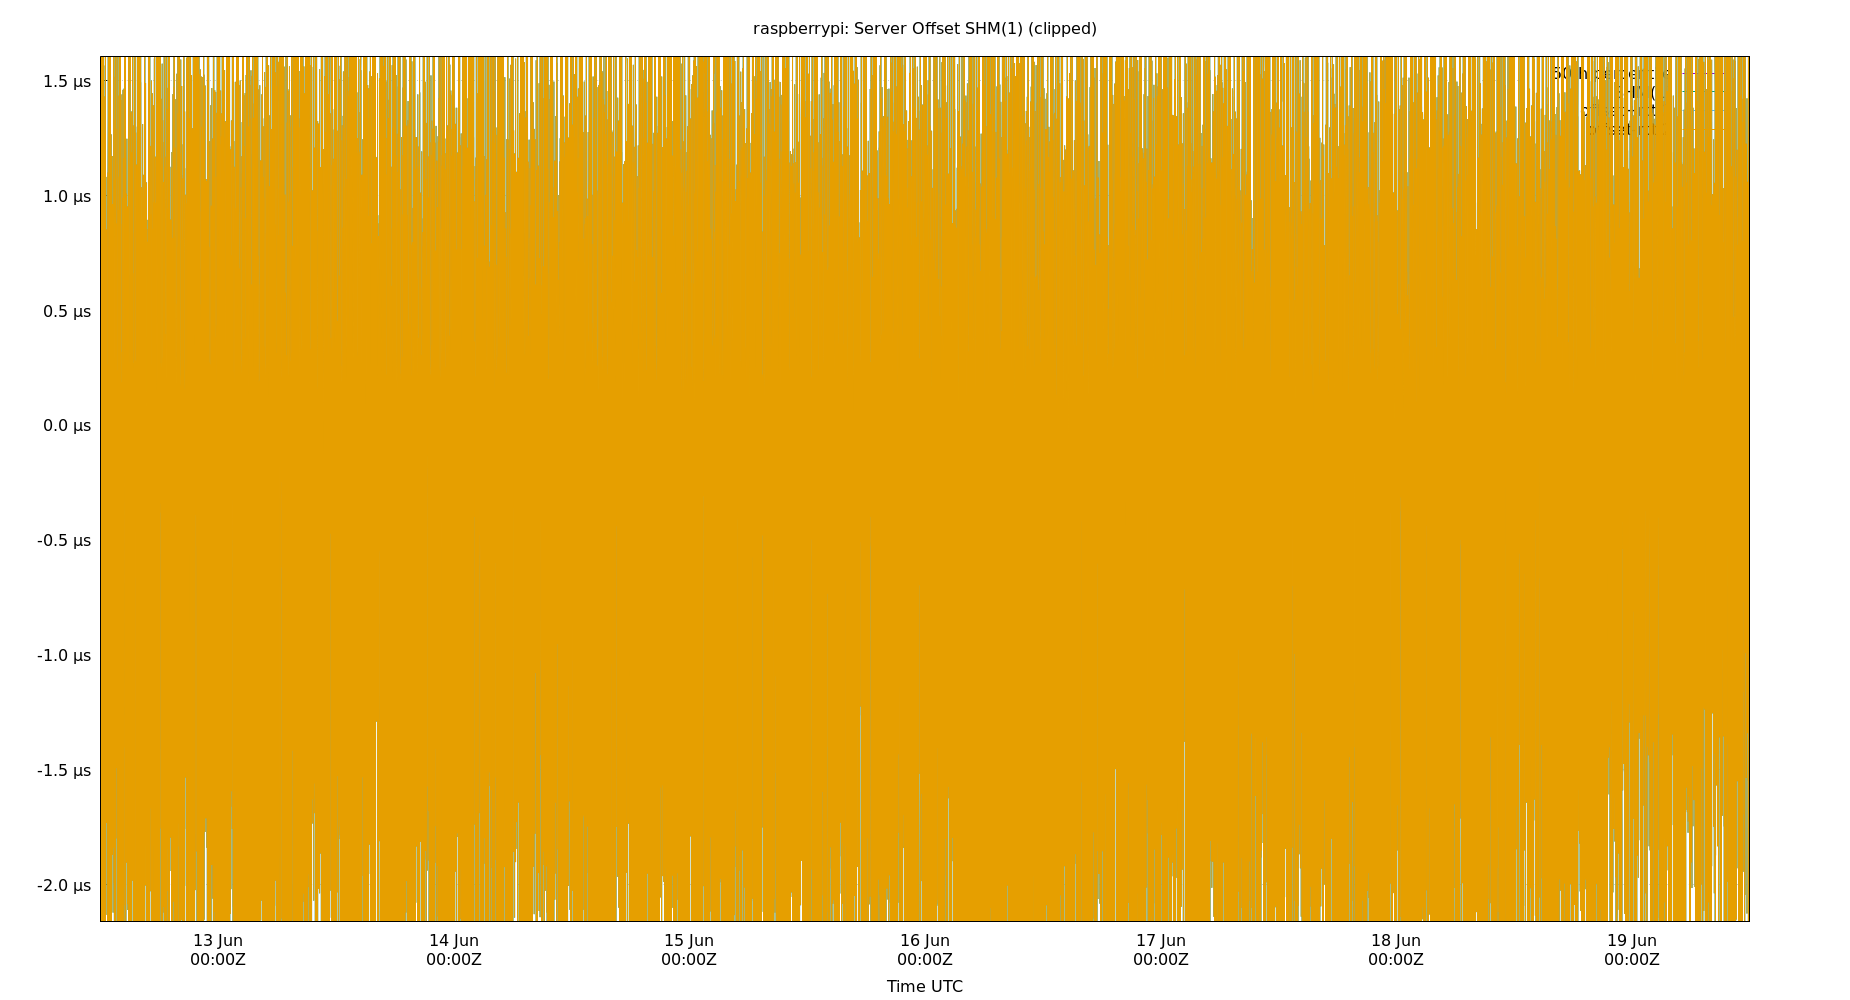 raspberrypi: Server Offset SHM(1) (clipped)
1.5 µs
1.0 µs
0.5 µs
0.0 µs
-0.5 µs
-1.0 µs
-1.5 µs
-2.0 µs
13 Jun 14 Jun 15 Jun 16 Jun 17 Jun 18 Jun 19 Jun
00:00Z 00:00Z 00:00Z 00:00Z 00:00Z 00:00Z 00:00Z
Time UTC